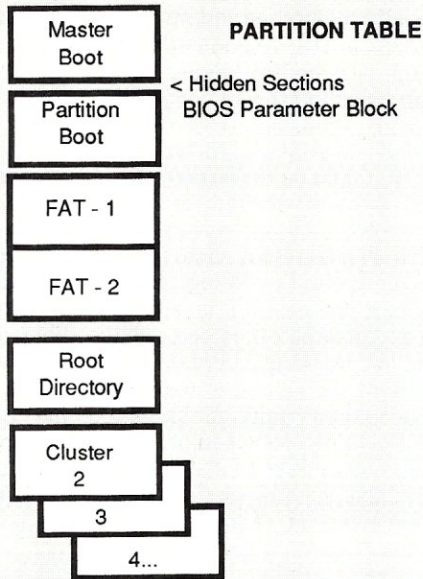 Master
Boot
PARTITION TABLE
< Hidden Sections
BIOS Parameter Block
Partition
Boot
FAT - 1
FAT - 2
Root
Directory
Cluster
2
3
4...